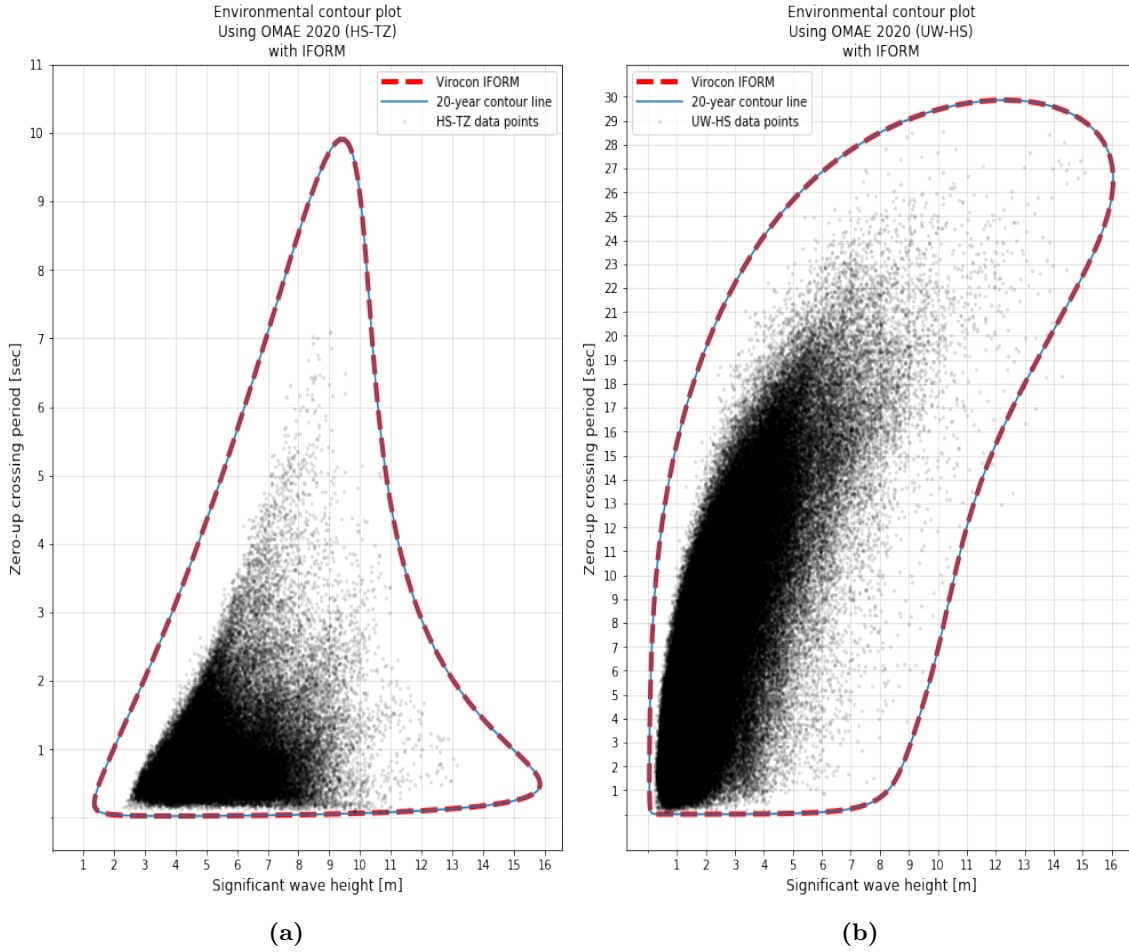 Environmental contour plot
Using OMAE 2020 (HS-TZ)
with IFORM
11
10
9
8
7
6
5
4
3
2
1
Zero-up crossing period [sec]
Virocon IFORM
20-year contour line
HS-TZ data points
1 2 3 4 5 6 7 8 9 10 11 12 13 14 15 16
Significant wave height [m]
(a)
Environmental contour plot
Using OMAE 2020 (UW-HS)
with IFORM
30
29
28
27
26
25
24
23
22
21
20
19
18
17
16
15
14
13
12
11
10
9
8
7
6
5
4
3
2
1
Zero-up crossing period [sec]
Virocon IFORM
20-year contour line
UW-HS data points
1 2 3 4 5 6 7 8 9 10 11 12 13 14 15 16
Significant wave height [m]
(b)